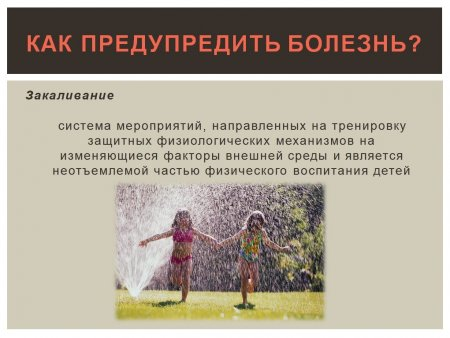 КАК ПРЕДУПРЕДИТЬ БОЛЕЗНЬ?
Закаливание
система мероприятий, направленных на тренировку
защитных физиологических механизмов на
изменяющиеся факторы внешней среды и является
неотъемлемой частью физического воспитания детей